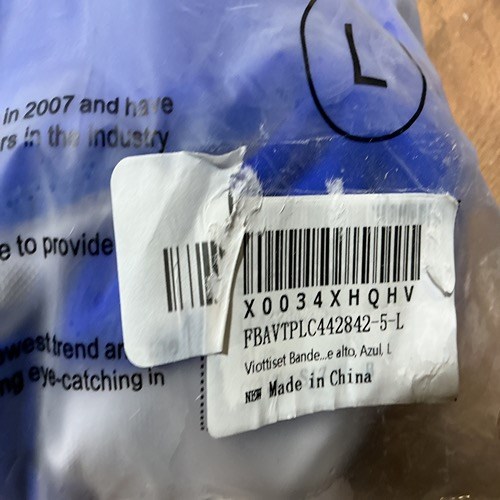 L
in 2007 and have
rs in the industry
e to provide
west trend ar
ng eye-catching in
X0034XHQHV
FBAVTPLC442842-5-L
Viottiset Bande...e alto, Azul, L
NEW Made in China